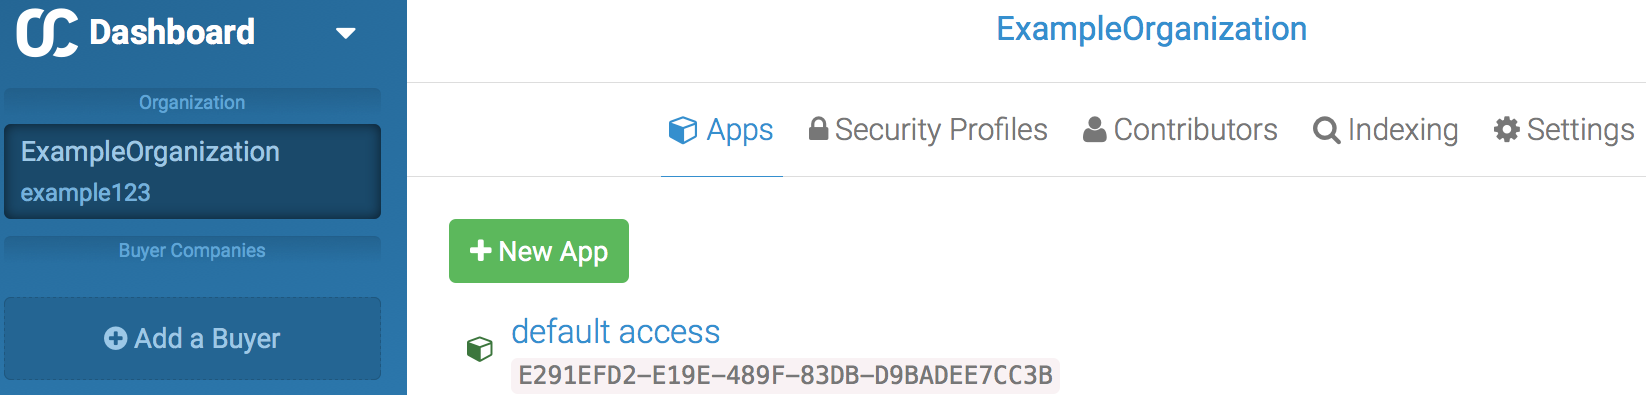 Dashboard
Organization
ExampleOrganization
example123
Buyer Companies
Add a Buyer
ExampleOrganization
Apps Security Profiles Contributors Indexing Settings
New App
default access
E291EFD2–E19E–489F–83DB–D9BADEE7CC3B